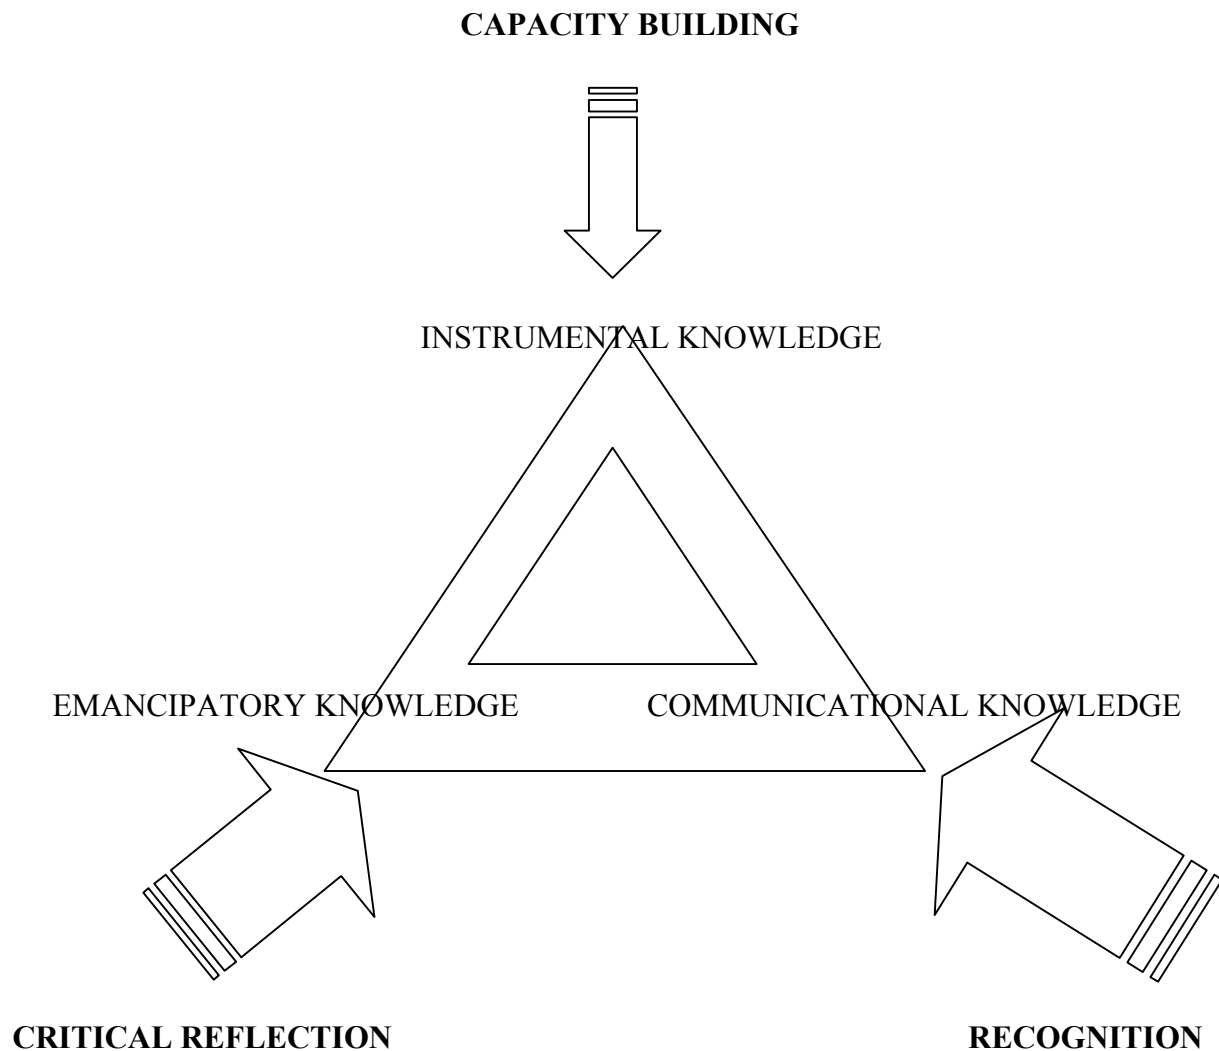 CAPACITY BUILDING
INSTRUMENTAL KNOWLEDGE
EMANCIPATORY KNOWLEDGE
COMMUNICATIONAL KNOWLEDGE
CRITICAL REFLECTION
RECOGNITION